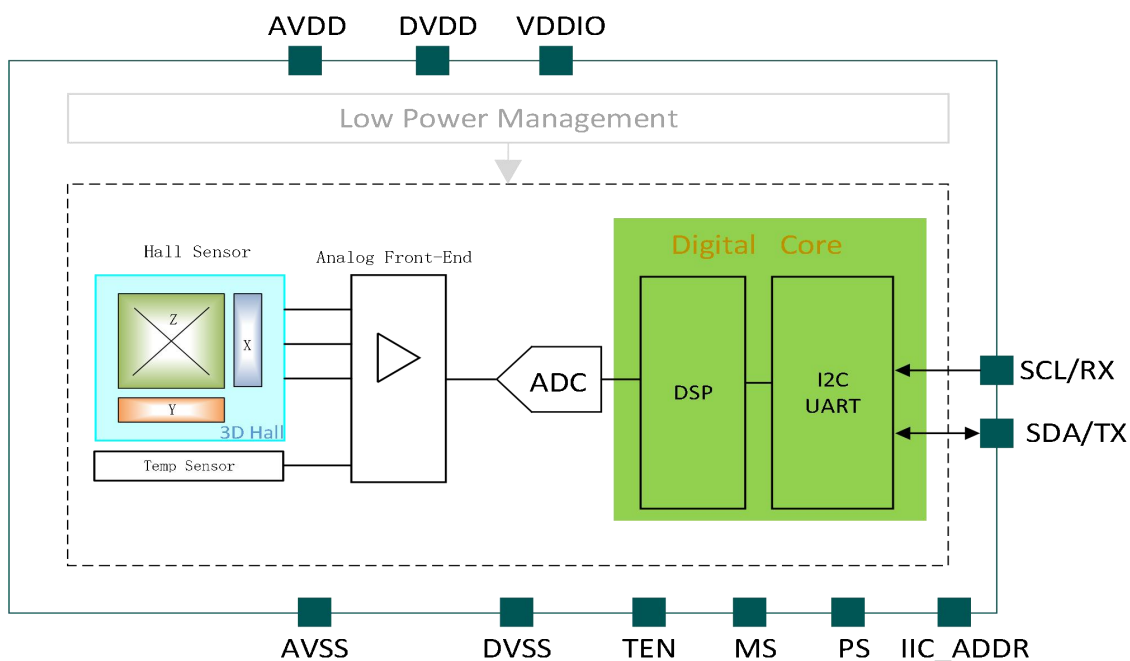 AVDD DVDD VDDIO
Low Power Management
Hall Sensor
Analog Front-End
Digital Core
Z
X
Y
3D Hall
Temp Sensor
ADC
DSP
I2C
UART
SCL/RX
SDA/TX
AVSS DVSS TEN MS PS IIC_ADDR